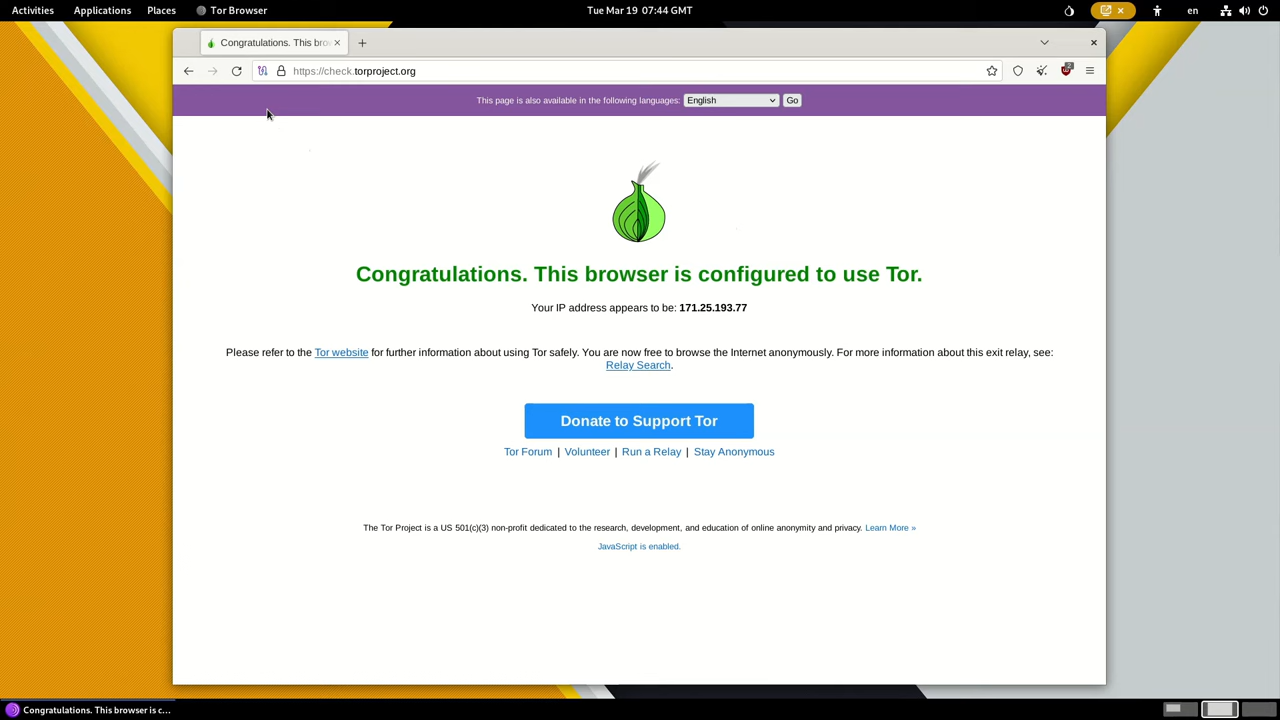 Activities Applications Places Tor Browser Tue Mar 19 07:44 GMT en
Congratulations. This bro
https://check.torproject.org 2
This page is also available in the following languages: English Go
Congratulations. This browser is configured to use Tor.
Your IP address appears to be: 171.25.193.77
Please refer to the Tor website for further information about using Tor safely. You are now free to browse the Internet anonymously. For more information about this exit relay, see:
Relay Search.
Donate to Support Tor
Tor Forum | Volunteer | Run a Relay | Stay Anonymous
The Tor Project is a US 501(c)(3) non-profit dedicated to the research, development, and education of online anonymity and privacy. Learn More »
JavaScript is enabled.
Congratulations. This browser is c...